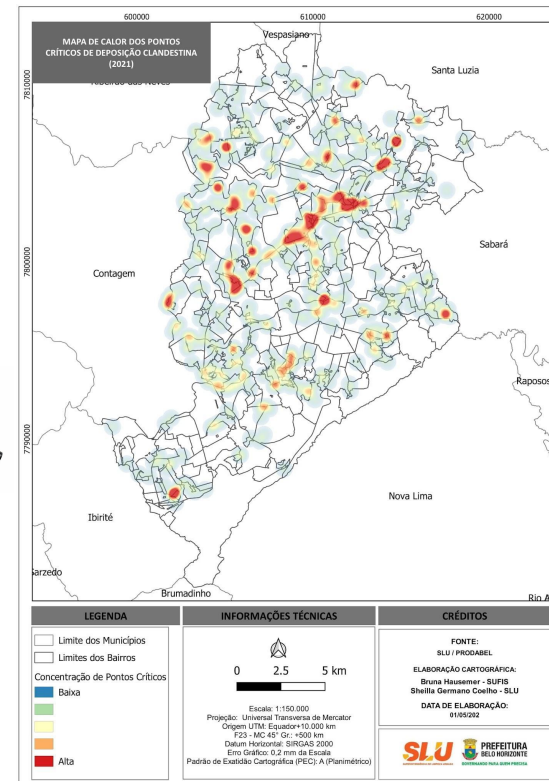 600000
610000
620000
MAPA DE CALOR DOS PONTOS
CRÍTICOS DE DEPOSIÇÃO CLANDESTINA
(2021)
Vespasiano
Santa Luzia
7810000
Sabará
7800000
Contagem
Raposos
7790000
Nova Lima
Ibirité
Sarzedo
Brumadinho
Rio A
LEGENDA
Limite dos Municípios
Limites dos Bairros
Concentração de Pontos Críticos
Baixa
Alta
INFORMAÇÕES TÉCNICAS
0 2.5 5 km
Escala: 1:150.000
Projeção: Universal Transversa de Mercator
Origem UTM: Equador+10.000 km
F23 - MC 45° Gr.: +500 km
Datum Horizontal: SIRGAS 2000
Erro Gráfico: 0,2 mm da Escala
Padrão de Exatidão Cartográfica (PEC): A (Planimétrico)
CRÉDITOS
FONTE:
SLU / PRODABEL
ELABORAÇÃO CARTOGRÁFICA:
Bruna Hausemer - SUFIS
Sheilla Germano Coelho - SLU
DATA DE ELABORAÇÃO:
01/05/202
SLU
PREFEITURA
BELO HORIZONTE
GOVERNANDO PARA QUEM PRECISA